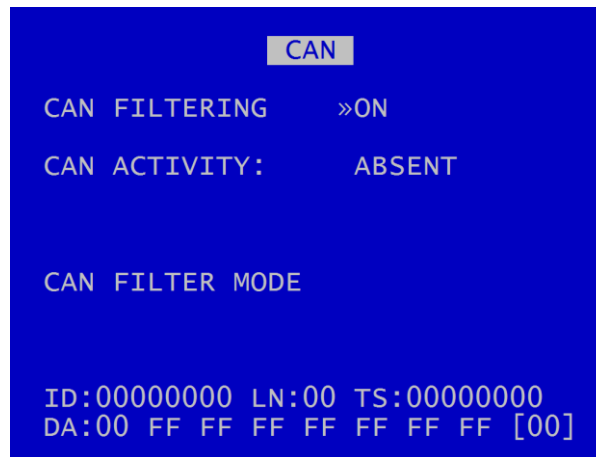 CAN
CAN FILTERING »ON
CAN ACTIVITY: ABSENT
CAN FILTER MODE
ID:00000000 LN:00 TS:00000000
DA:00 FF FF FF FF FF FF FF [00]